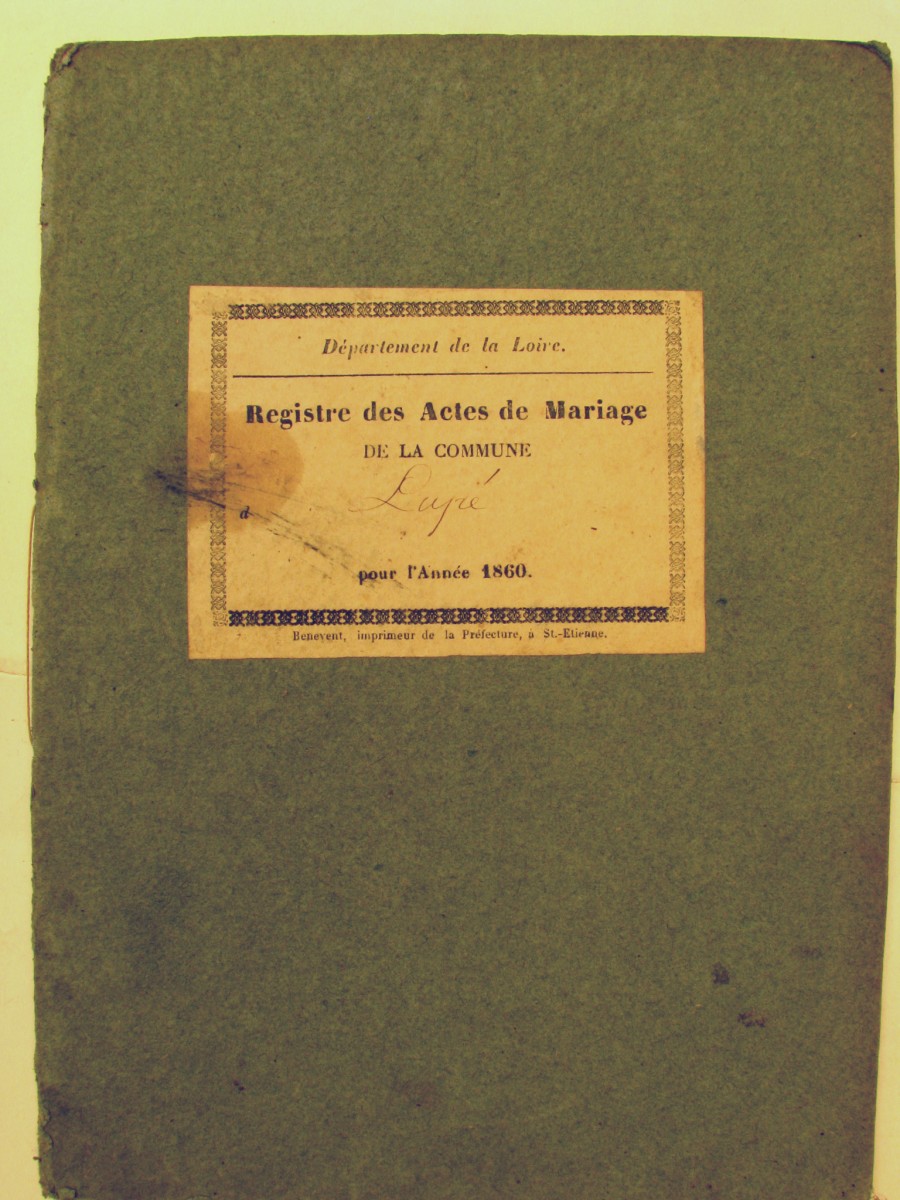 Département de la Loire.
Registre des Actes de Mariage
DE LA COMMUNE
d Lupé
pour l'Année 1860.
Benevent, imprimeur de la Préfecture, à St.-Etienne.